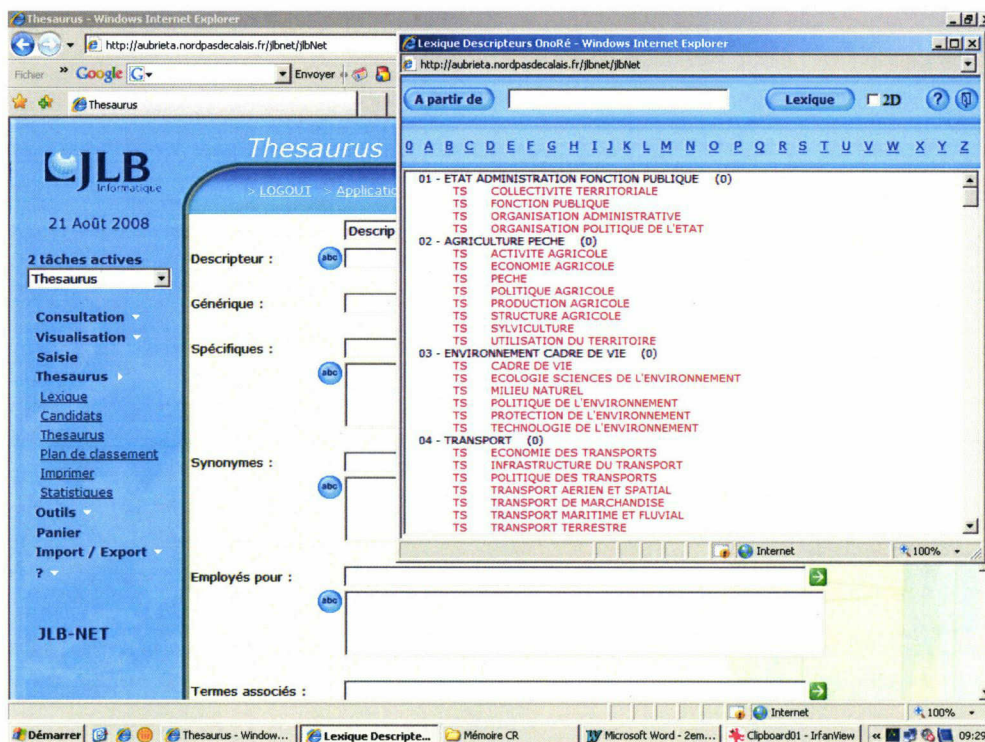 Thesaurus - Windows Intern
t Explorer
http://aubrieta.nordpasdecalais.fr/jlbnet/jlbNet
Fichier » Google G Envoyer
Thesaurus
JLB
Informatique
21 Août 2008
2 tâches actives
Thesaurus
Consultation
Visualisation
Saisie
Thesaurus
Lexique
Candidats
Thesaurus
Plan de classement
Imprimer
Statistiques
Outils
Panier
Import / Export
?
JLB-NET
Thesaurus
> LOGOUT > Applicatio
Descrip
Descripteur : abc
Générique :
Spécifiques :
abc
Synonymes :
abc
Employés pour :
abc
Termes associés :
Internet 100%
Lexique Descripteurs OnoRé - Windows Internet Explorer
http://aubrieta.nordpasdecalais.fr/jlbnet/jlbNet
A partir de Lexique 2D ?
0 A B C D E F G H I J K L M N O P Q R S T U V W X Y Z
01 - ETAT ADMINISTRATION FONCTION PUBLIQUE (0)
TS COLLECTIVITE TERRITORIALE
TS FONCTION PUBLIQUE
TS ORGANISATION ADMINISTRATIVE
TS ORGANISATION POLITIQUE DE L'ETAT
02 - AGRICULTURE PECHE (0)
TS ACTIVITE AGRICOLE
TS ECONOMIE AGRICOLE
TS PECHE
TS POLITIQUE AGRICOLE
TS PRODUCTION AGRICOLE
TS STRUCTURE AGRICOLE
TS SYLVICULTURE
TS UTILISATION DU TERRITOIRE
03 - ENVIRONNEMENT CADRE DE VIE (0)
TS CADRE DE VIE
TS ECOLOGIE SCIENCES DE L'ENVIRONNEMENT
TS MILIEU NATUREL
TS POLITIQUE DE L'ENVIRONNEMENT
TS PROTECTION DE L'ENVIRONNEMENT
TS TECHNOLOGIE DE L'ENVIRONNEMENT
04 - TRANSPORT (0)
TS ECONOMIE DES TRANSPORTS
TS INFRASTRUCTURE DU TRANSPORT
TS POLITIQUE DES TRANSPORTS
TS TRANSPORT AERIEN ET SPATIAL
TS TRANSPORT DE MARCHANDISE
TS TRANSPORT MARITIME ET FLUVIAL
TS TRANSPORT TERRESTRE
Internet 100%
Démarrer Thesaurus - Window... Lexique Descripte... Mémoire CR Microsoft Word - 2em... Clipboard01 - IrfanView « 09:29